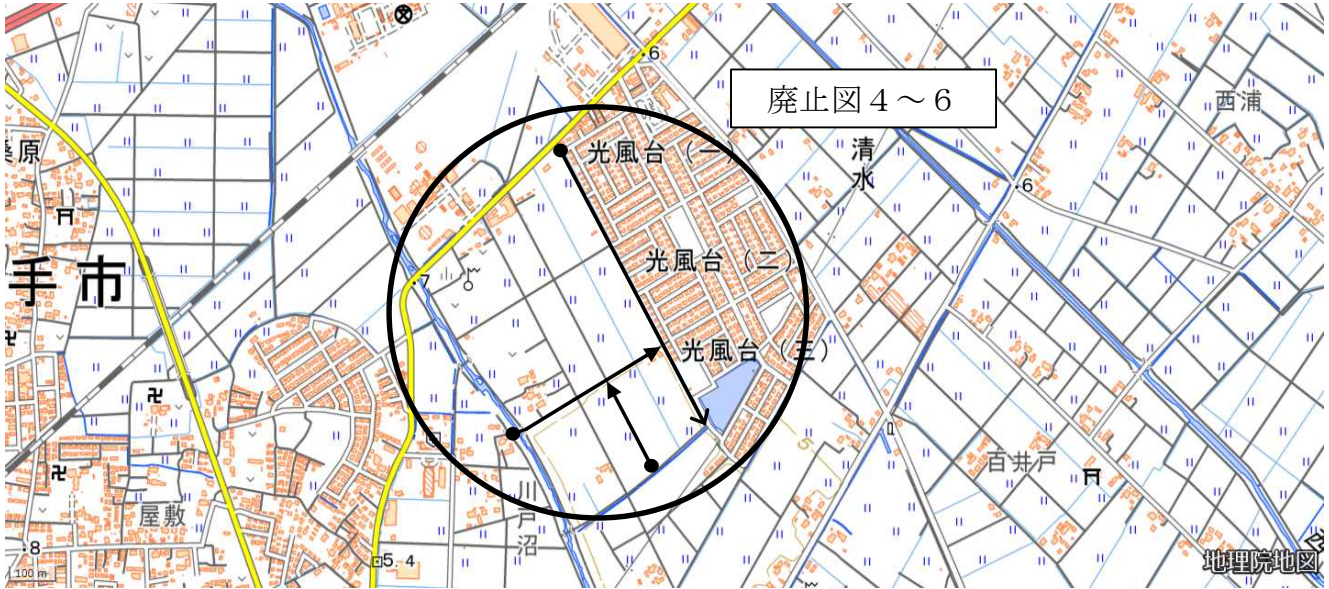 廃止図4～6
西浦
桑原
6
光風台(一)
清水
6
手市
光風台(二)
7
光風台(三)
5
百井戸
屋敷
川戸沼
8
5.4
100 m
地理院地図